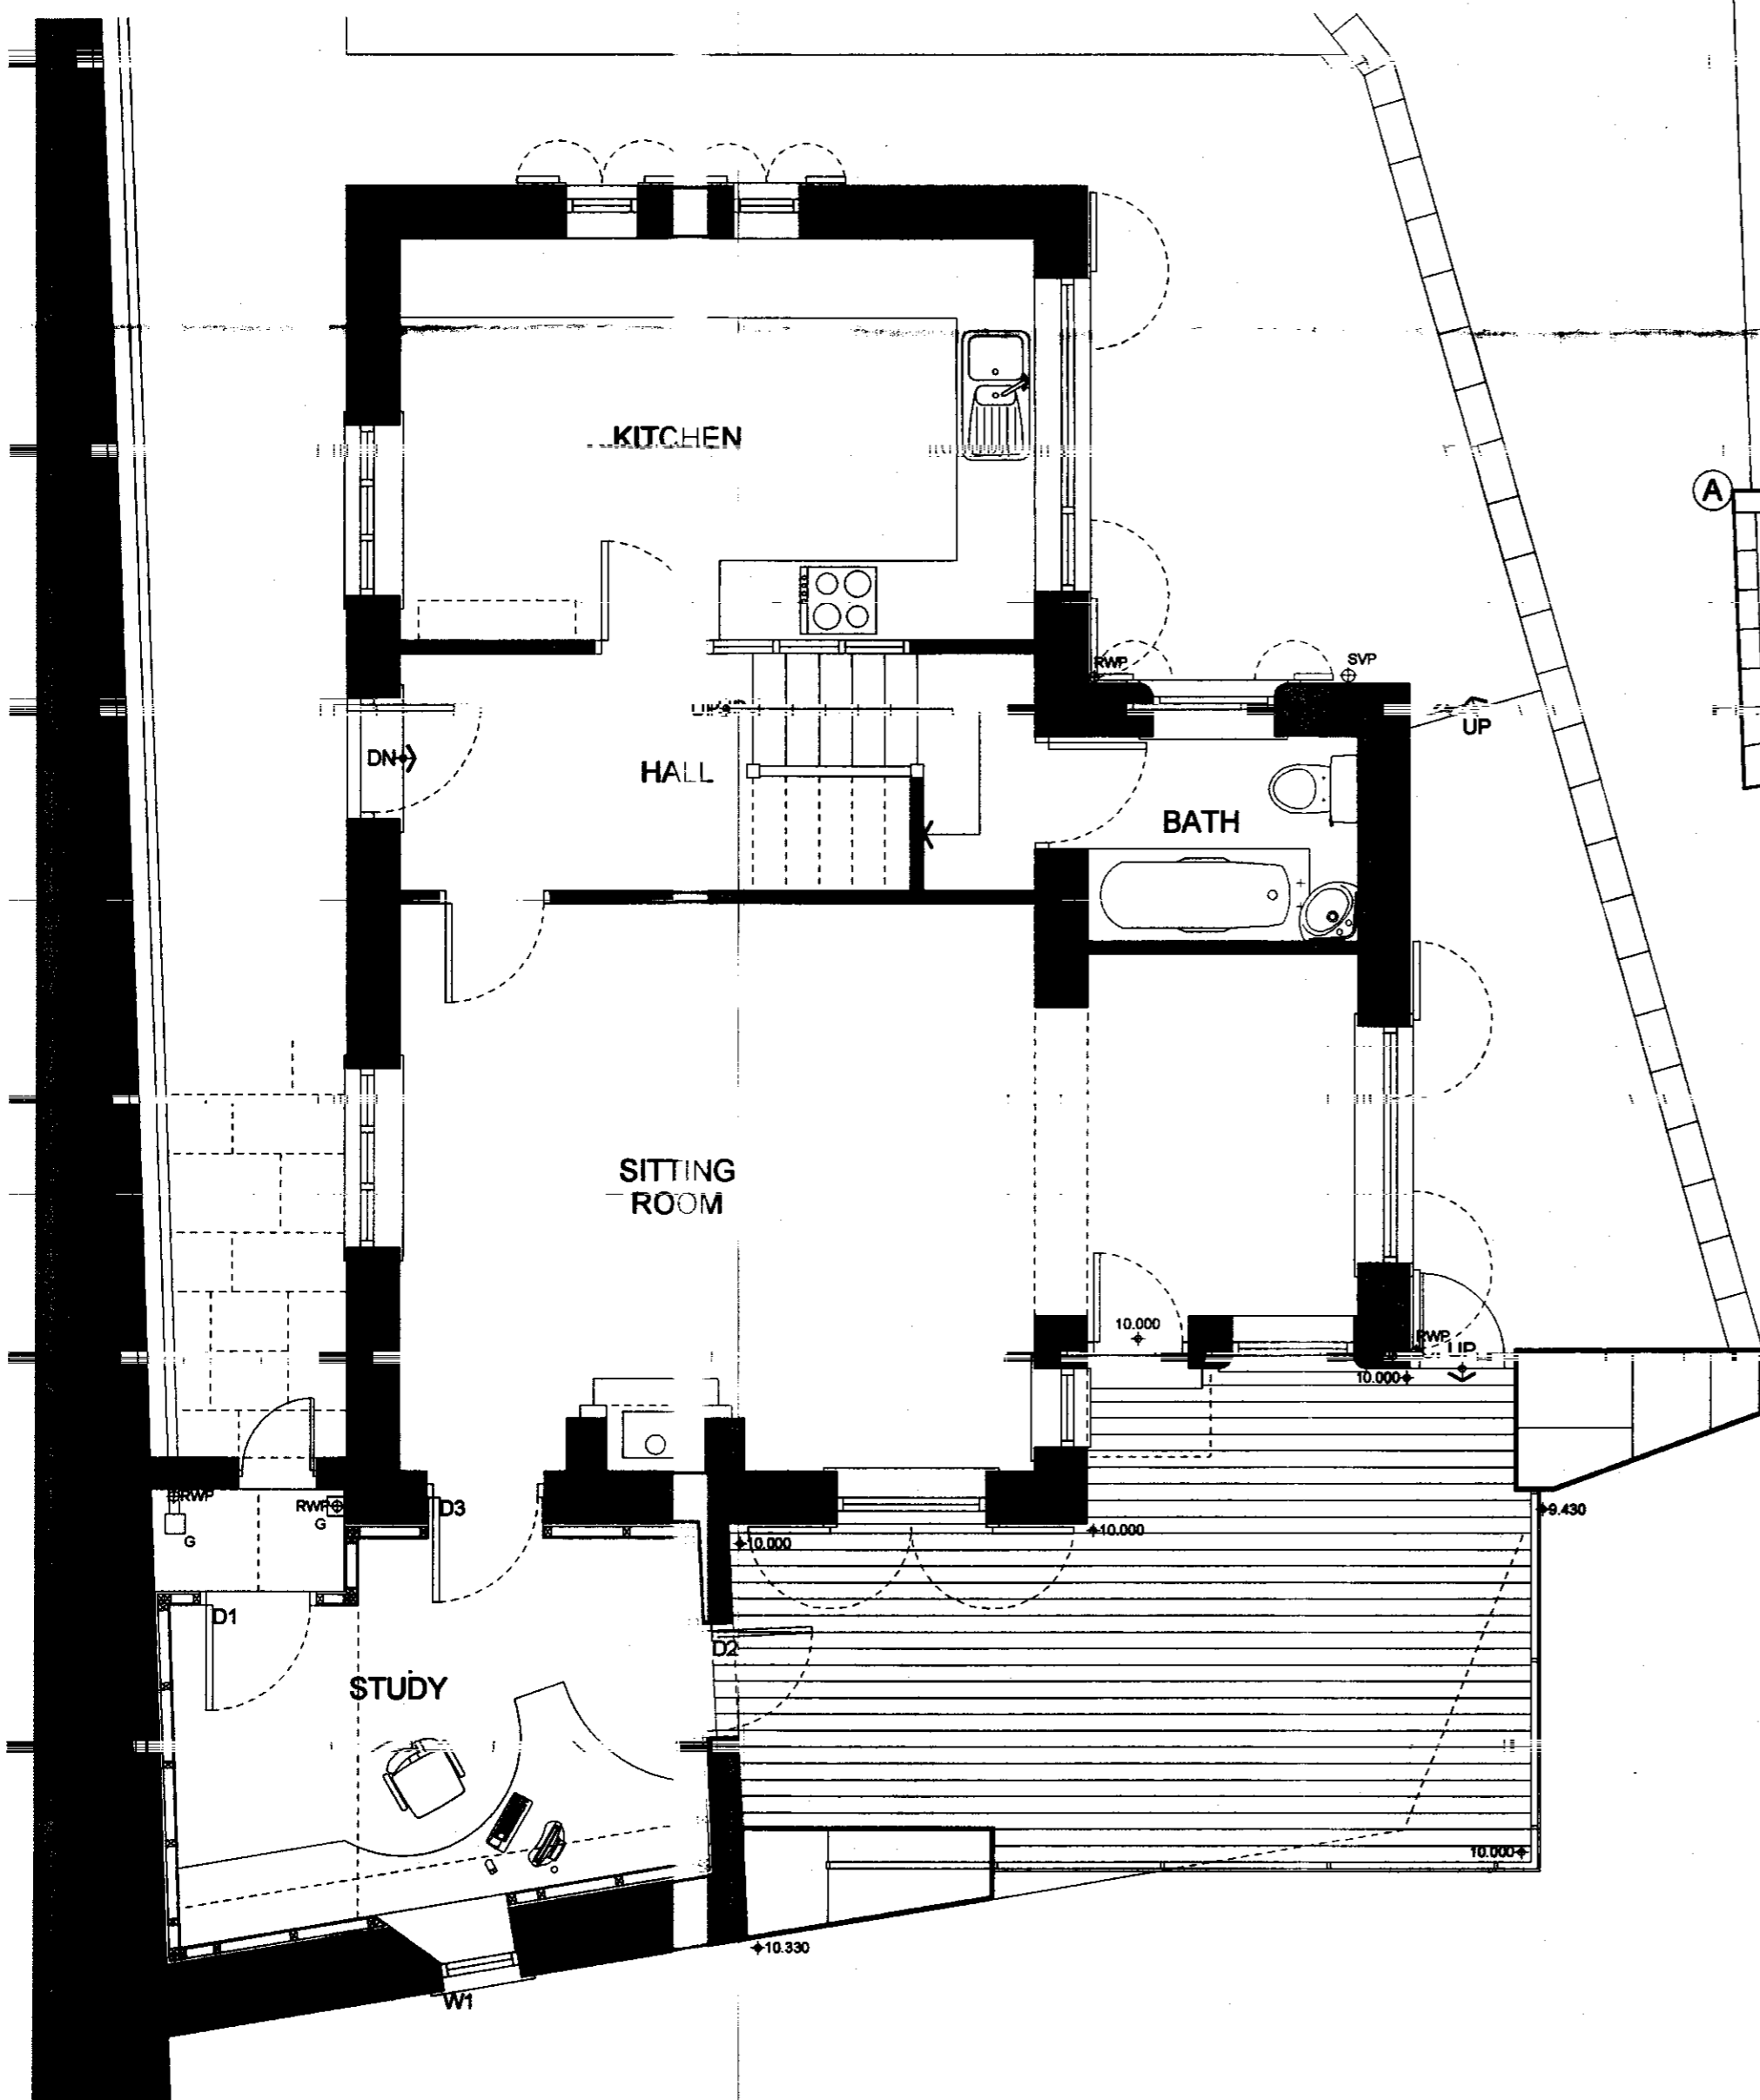 KITCHEN
A
RWP
SVP
UP
UP
DN
HALL
BATH
SITTING
ROOM
10.000
RWP
UP
10.000
RWP
RWP
G
G
D3
10.000
10.000
9.430
D1
D2
STUDY
10.000
10.330
W1